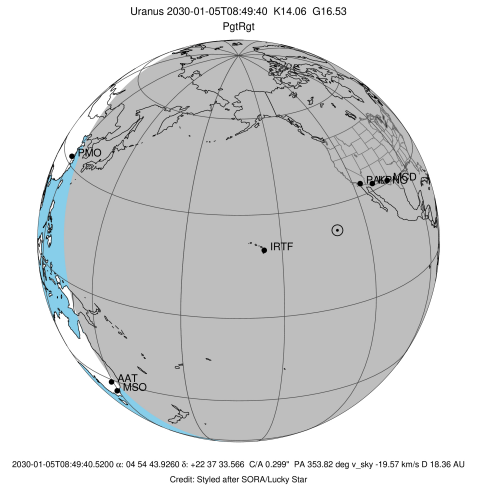 Uranus 2030-01-05T08:49:40 K14.06 G16.53
PgtRgt
PMO
MCD
IRTF
AAT
MSO
2030-01-05T08:49:40.5200 α: 04 54 43.9260 δ: +22 37 33.566 C/A 0.299" PA 353.82 deg v_sky -19.57 km/s D 18.36 AU
Credit: Styled after SORA/Lucky Star